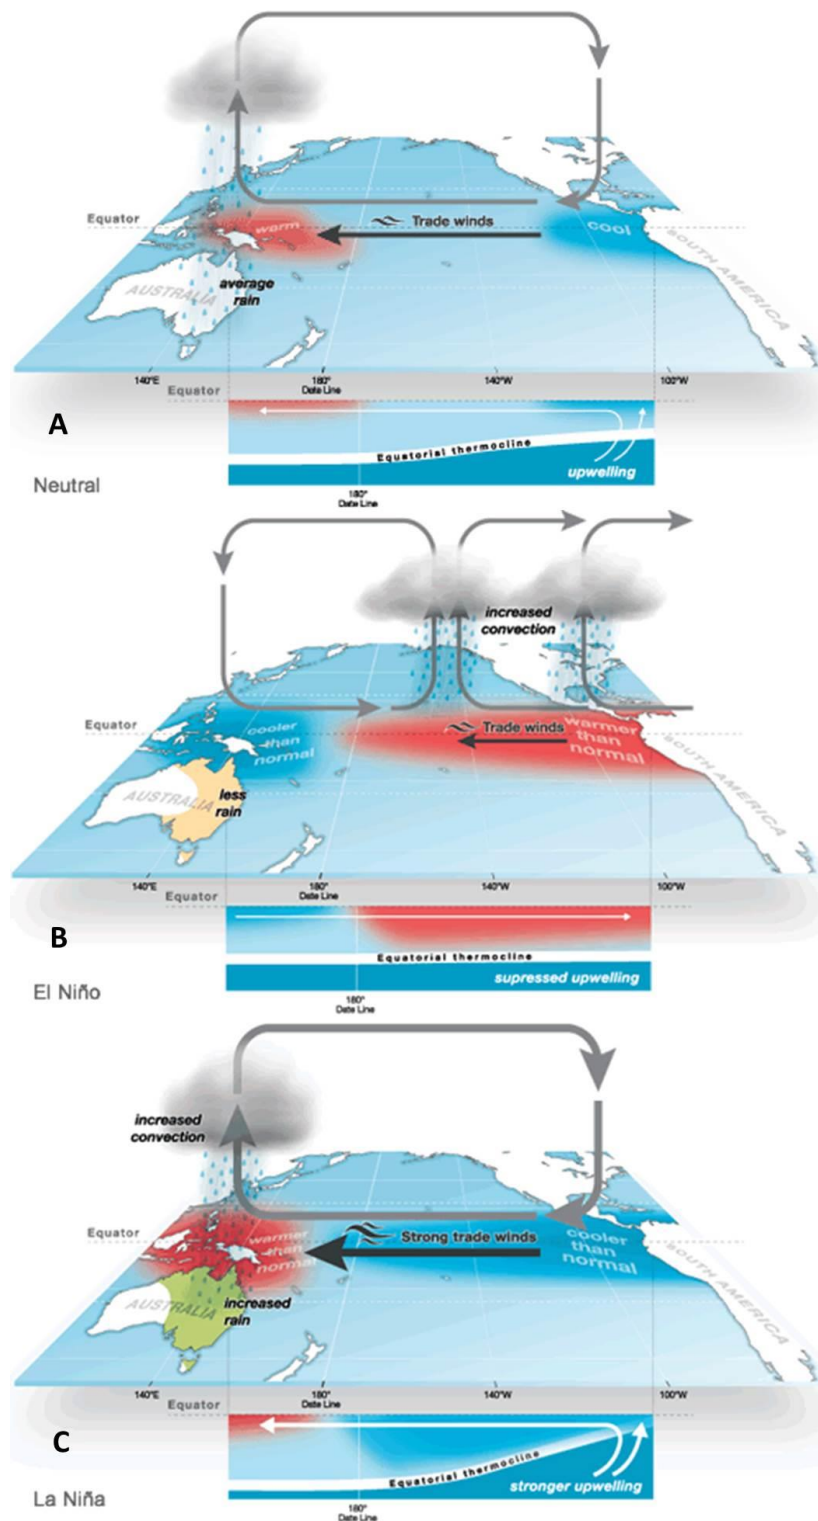 Equator
warm
Trade winds
cool
AUSTRALIA
average
rain
SOUTH AMERICA
140°E
180°
Date Line
140°W
100°W
Equator
A
Equatorial thermocline
upwelling
Neutral
180°
Date Line
increased
convection
Equator
cooler
than
normal
Trade winds
warmer
than
normal
AUSTRALIA
less
rain
SOUTH AMERICA
140°E
180°
Date Line
140°W
100°W
Equator
B
Equatorial thermocline
supressed upwelling
El Niño
180°
Date Line
increased
convection
Equator
warmer
than
normal
Strong trade winds
cooler
than
normal
AUSTRALIA
increased
rain
SOUTH AMERICA
140°E
180°
Date Line
140°W
100°W
Equator
C
Equatorial thermocline
stronger upwelling
La Niña
180°
Date Line